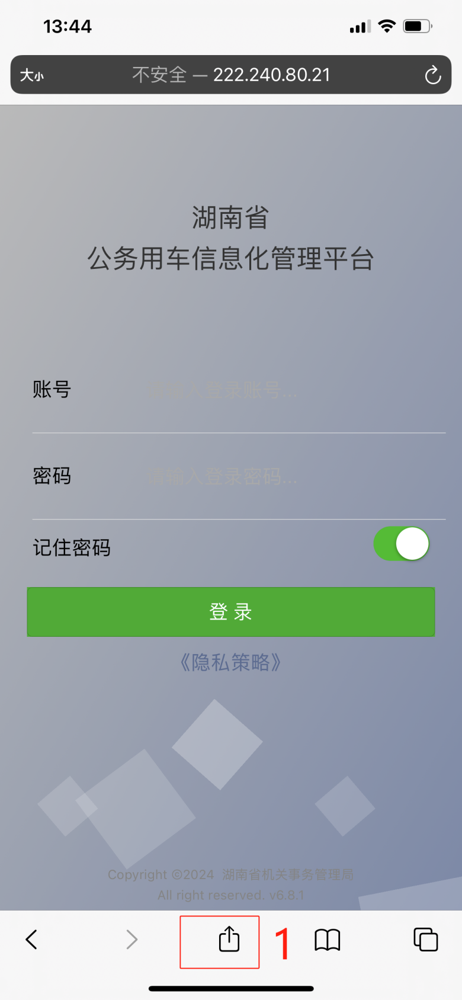 13:44
大小 不安全 — 222.240.80.21
湖南省
公务用车信息化管理平台
账号 请输入登录账号...
密码 请输入登录密码...
记住密码
登 录
《隐私策略》
Copyright ©2024 湖南省机关事务管理局
All right reserved. v6.8.1
1